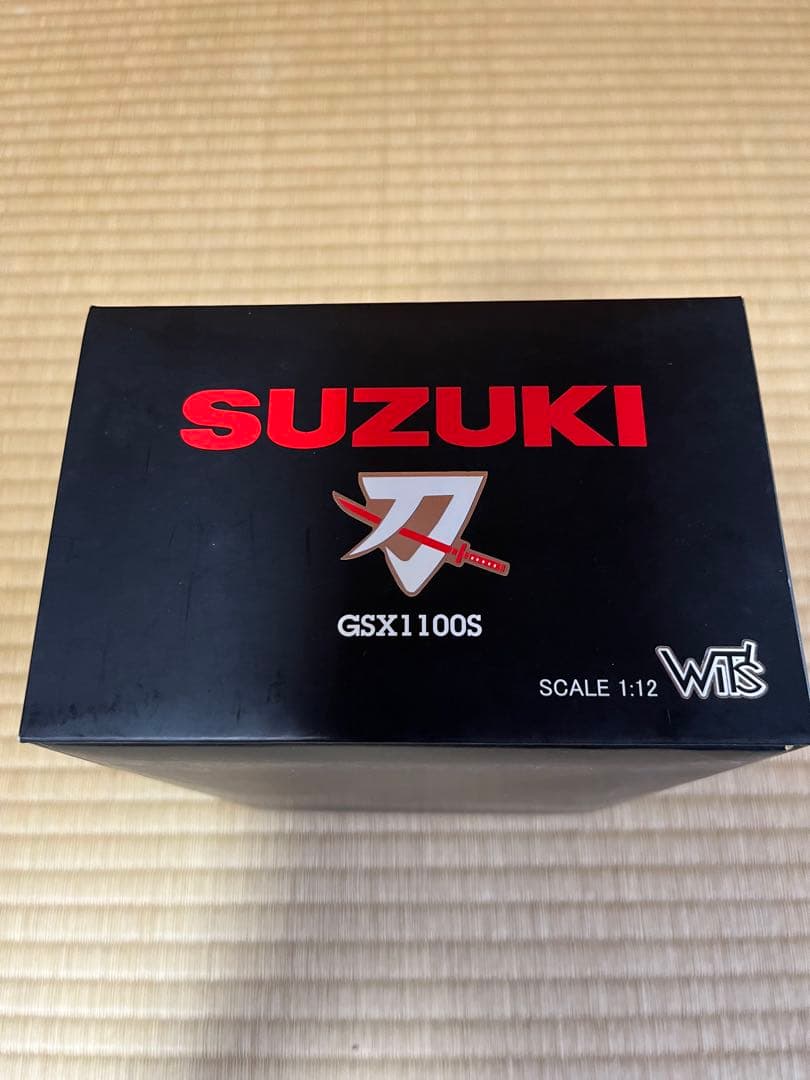 SUZUKI
刀
GSX1100S
SCALE 1:12 WIT'S